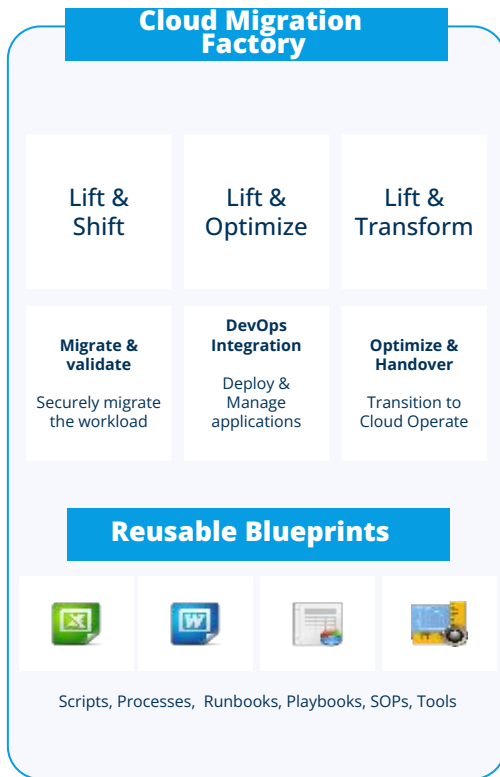 Cloud Migration
Factory
Lift &
Shift
Lift &
Optimize
Lift &
Transform
Migrate &
validate
Securely migrate
the workload
DevOps
Integration
Deploy &
Manage
applications
Optimize &
Handover
Transition to
Cloud Operate
Reusable Blueprints
Scripts, Processes, Runbooks, Playbooks, SOPs, Tools